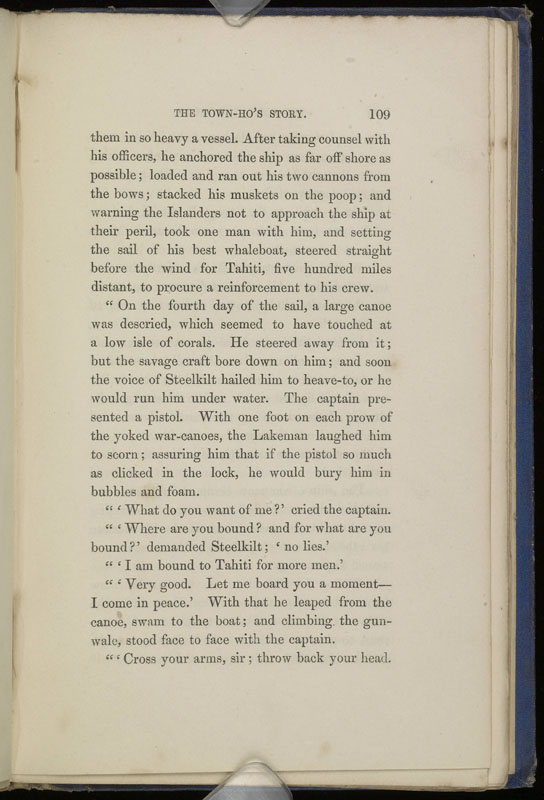 THE TOWN-HO'S STORY. 109
them in so heavy a vessel. After taking counsel with
his officers, he anchored the ship as far off shore as
possible; loaded and ran out his two cannons from
the bows; stacked his muskets on the poop; and
warning the Islanders not to approach the ship at
their peril, took one man with him, and setting
the sail of his best whaleboat, steered straight
before the wind for Tahiti, five hundred miles
distant, to procure a reinforcement to his crew.
“ On the fourth day of the sail, a large canoe
was descried, which seemed to have touched at
a low isle of corals. He steered away from it;
but the savage craft bore down on him; and soon
the voice of Steelkilt hailed him to heave-to, or he
would run him under water. The captain pre-
sented a pistol. With one foot on each prow of
the yoked war-canoes, the Lakeman laughed him
to scorn; assuring him that if the pistol so much
as clicked in the lock, he would bury him in
bubbles and foam.
“ ‘ What do you want of me?’ cried the captain.
“ ‘ Where are you bound? and for what are you
bound?’ demanded Steelkilt; ‘ no lies.’
“ ‘ I am bound to Tahiti for more men.’
“ ‘ Very good. Let me board you a moment—
I come in peace.’ With that he leaped from the
canoe, swam to the boat; and climbing the gun-
wale, stood face to face with the captain.
“ ‘ Cross your arms, sir; throw back your head.